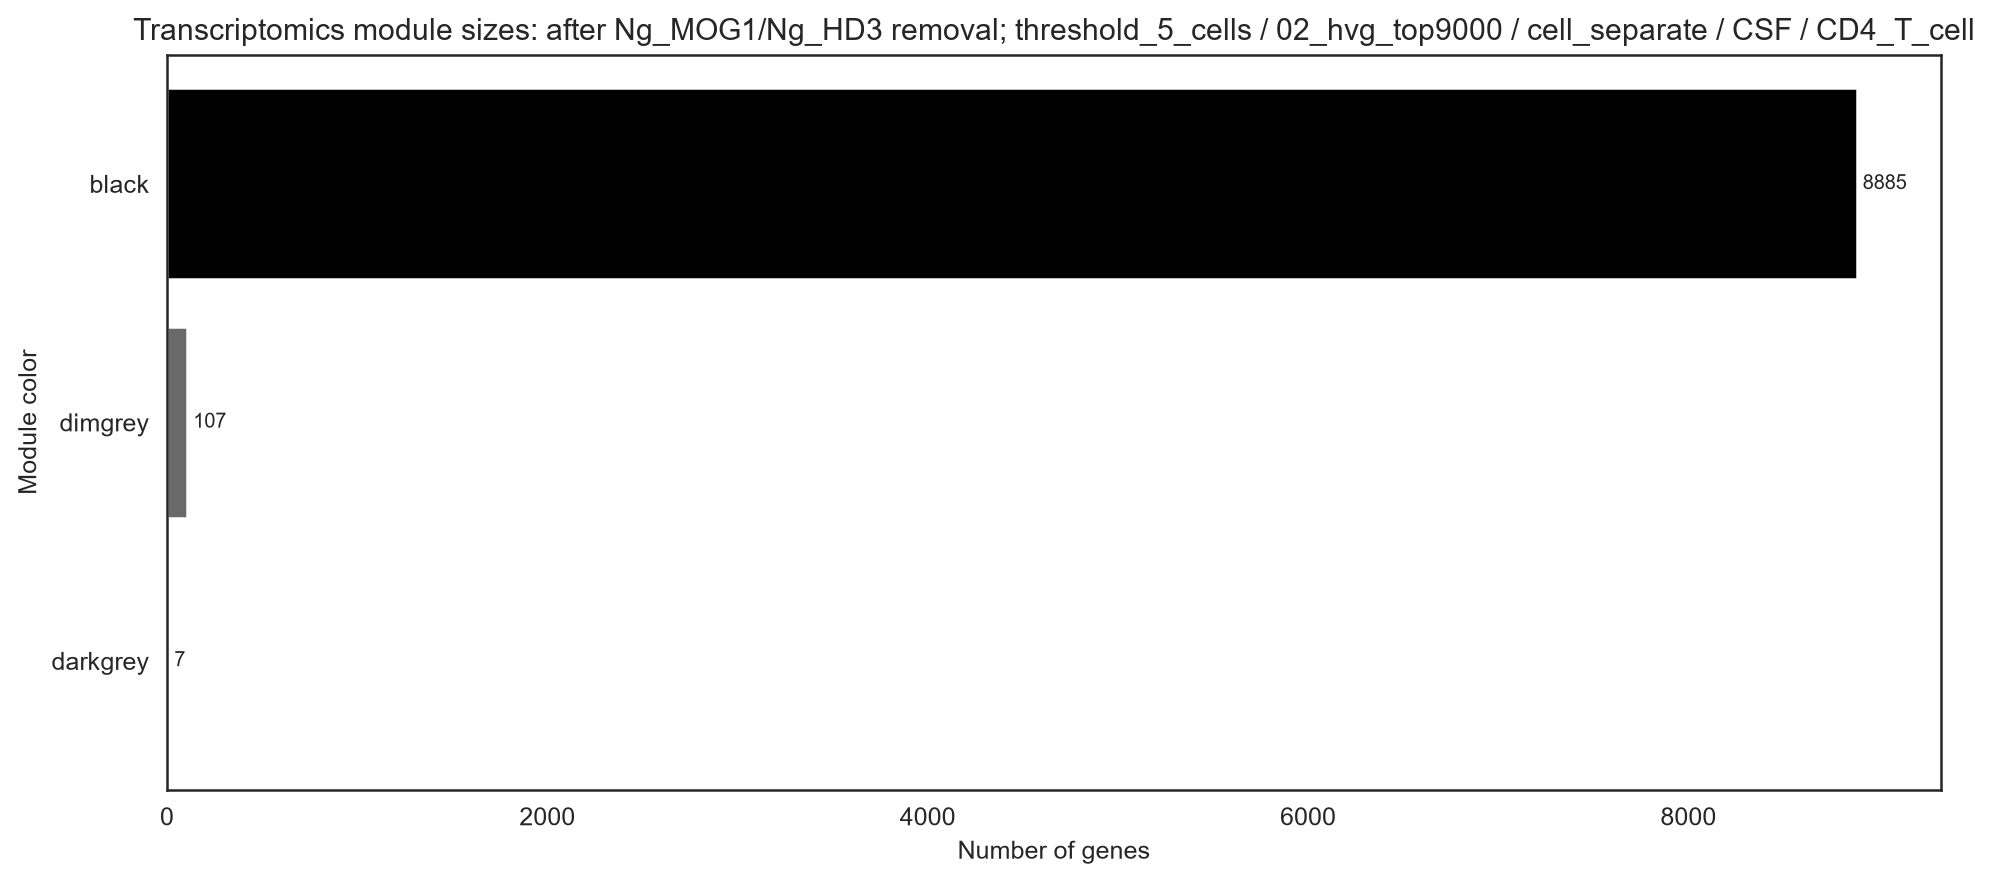 Transcriptomics module sizes: after Ng_MOG1/Ng_HD3 removal; threshold_5_cells / 02_hvg_top9000 / cell_separate / CSF / CD4_T_cell
black
8885
dimgrey
107
darkgrey
7
Module color
0 2000 4000 6000 8000
Number of genes